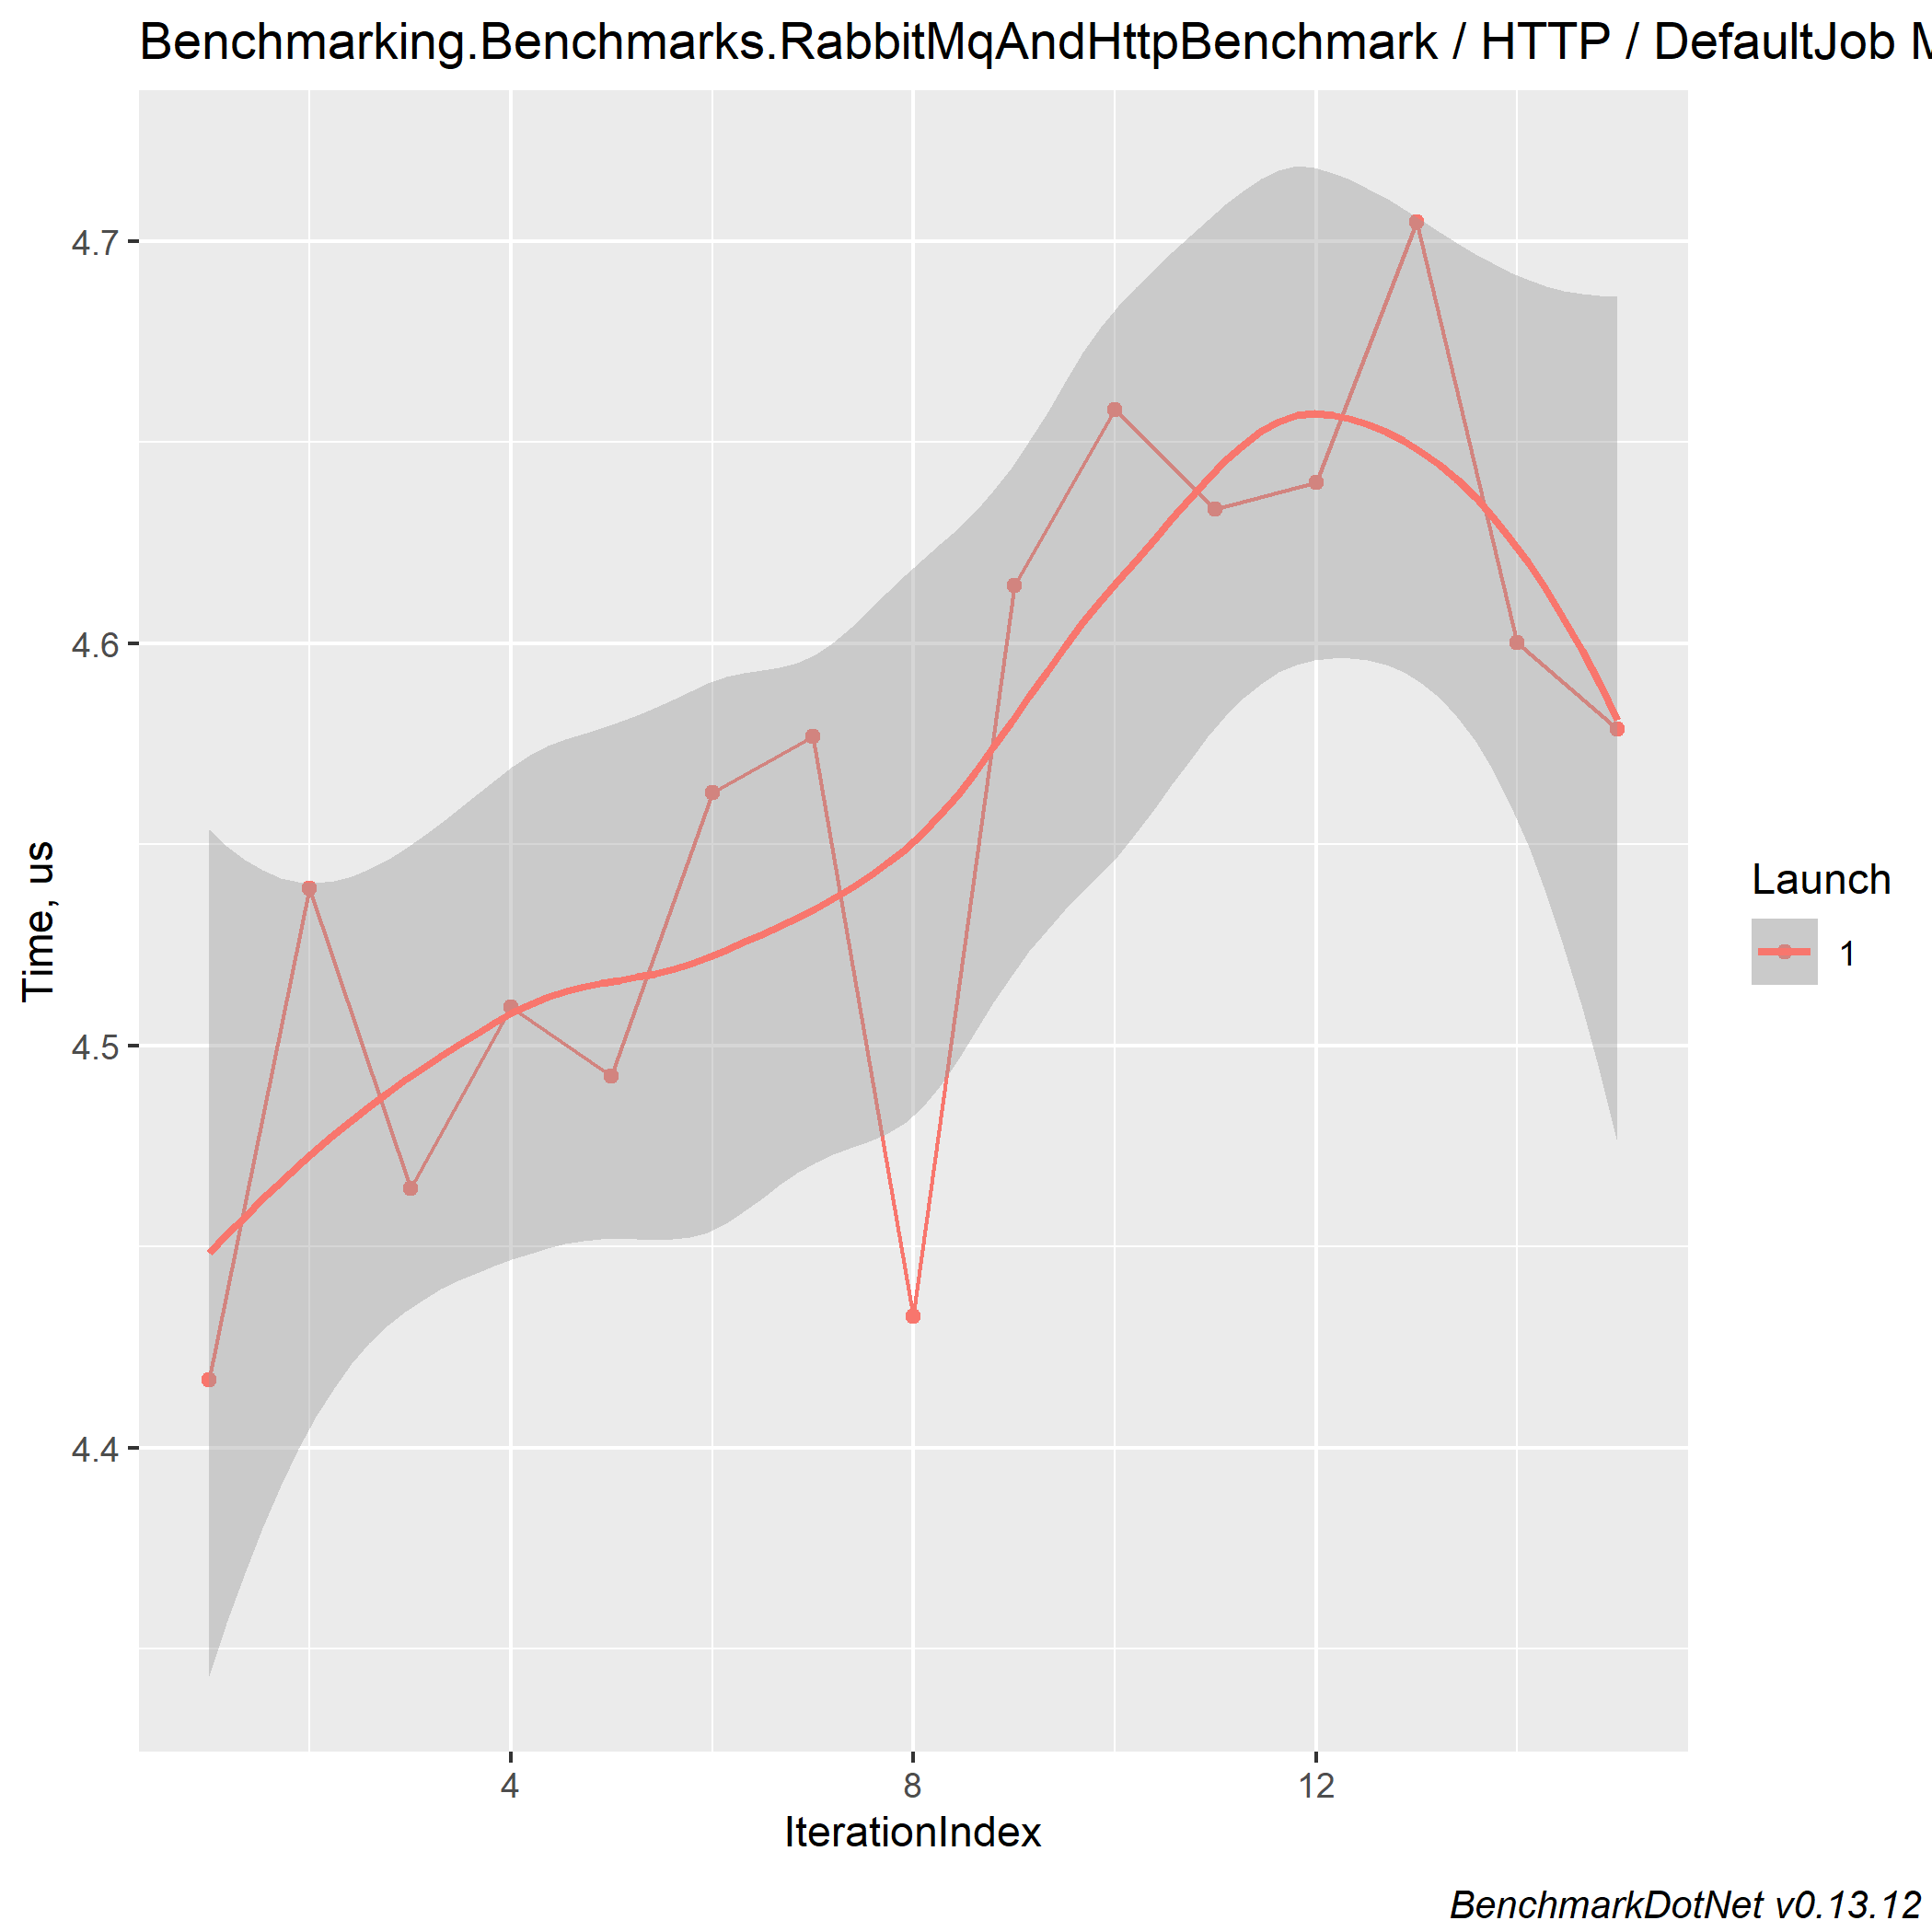 Benchmarking.Benchmarks.RabbitMqAndHttpBenchmark / HTTP / DefaultJob
4.7
4.6
4.5
4.4
Time, us
4
8
12
IterationIndex
Launch
1
BenchmarkDotNet v0.13.12